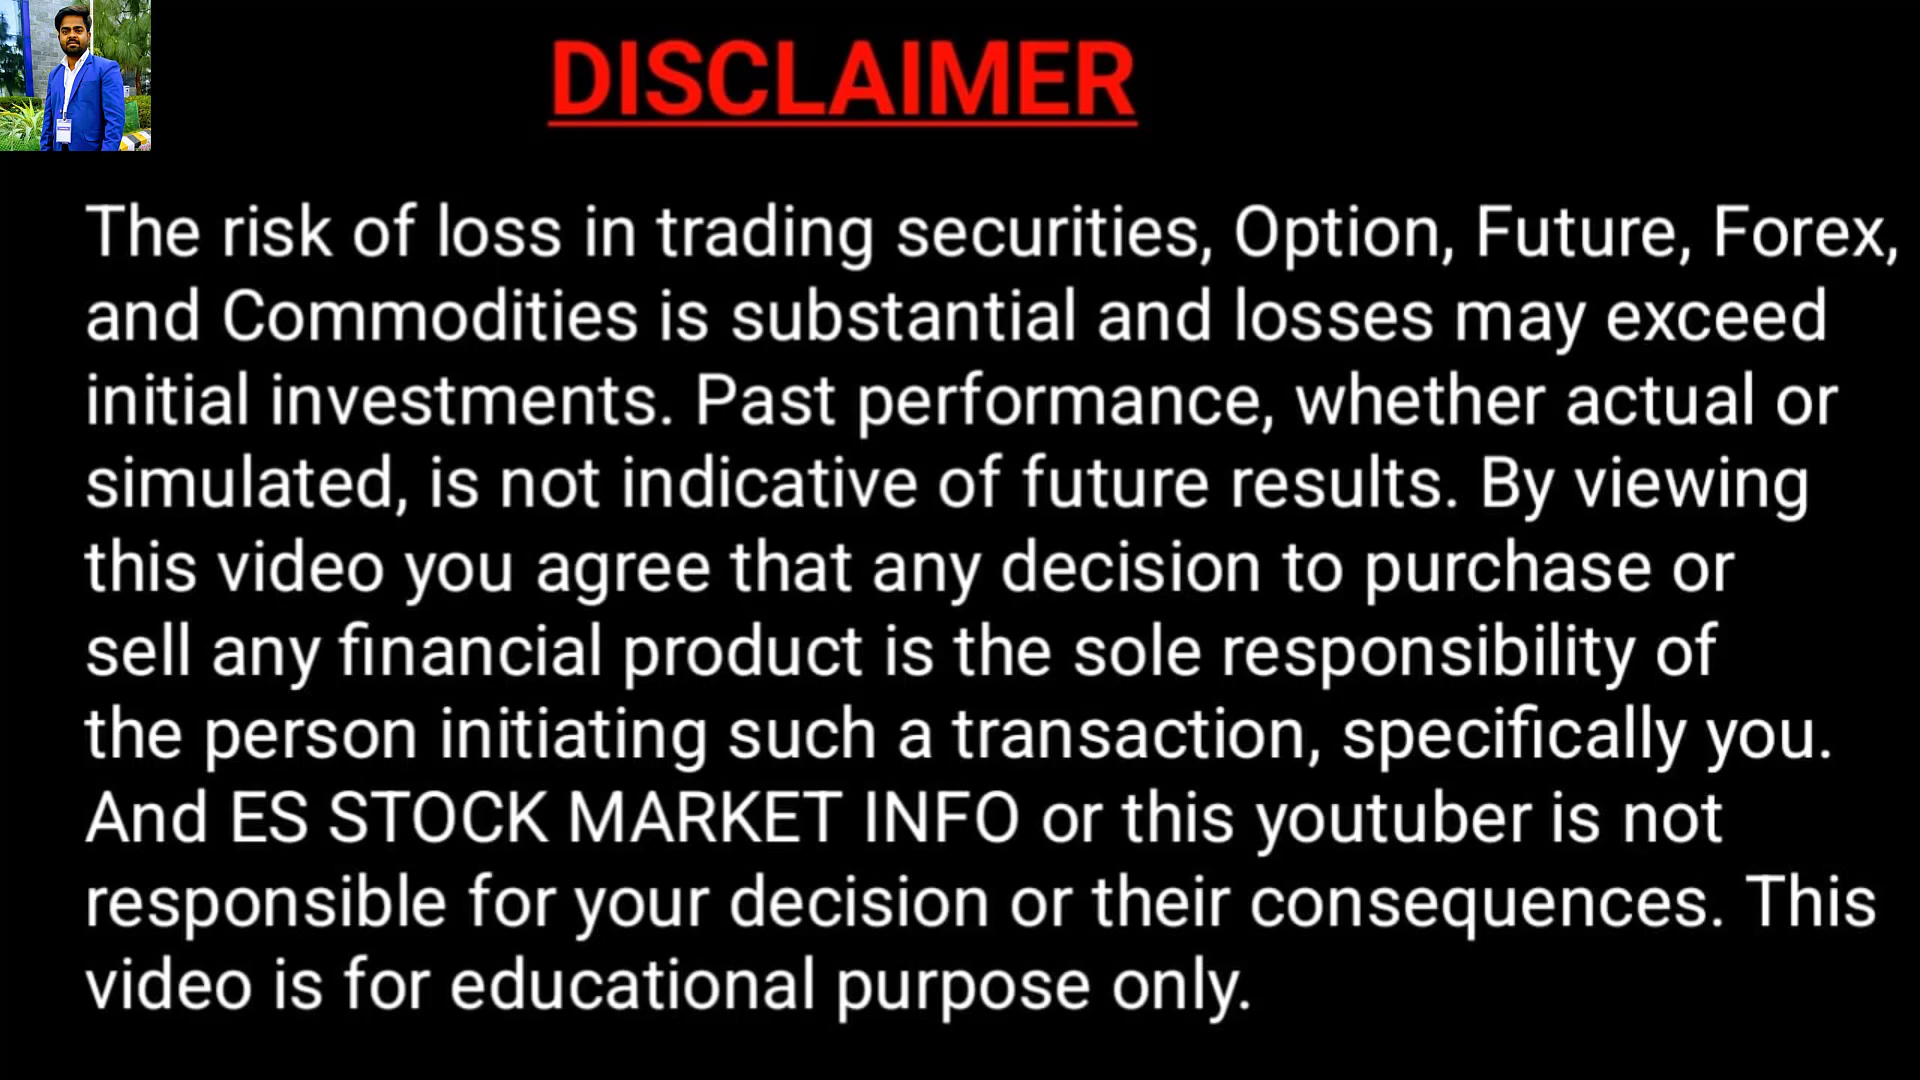 DISCLAIMER
The risk of loss in trading securities, Option, Future, Forex,
and Commodities is substantial and losses may exceed
initial investments. Past performance, whether actual or
simulated, is not indicative of future results. By viewing
this video you agree that any decision to purchase or
sell any financial product is the sole responsibility of
the person initiating such a transaction, specifically you.
And ES STOCK MARKET INFO or this youtuber is not
responsible for your decision or their consequences. This
video is for educational purpose only.